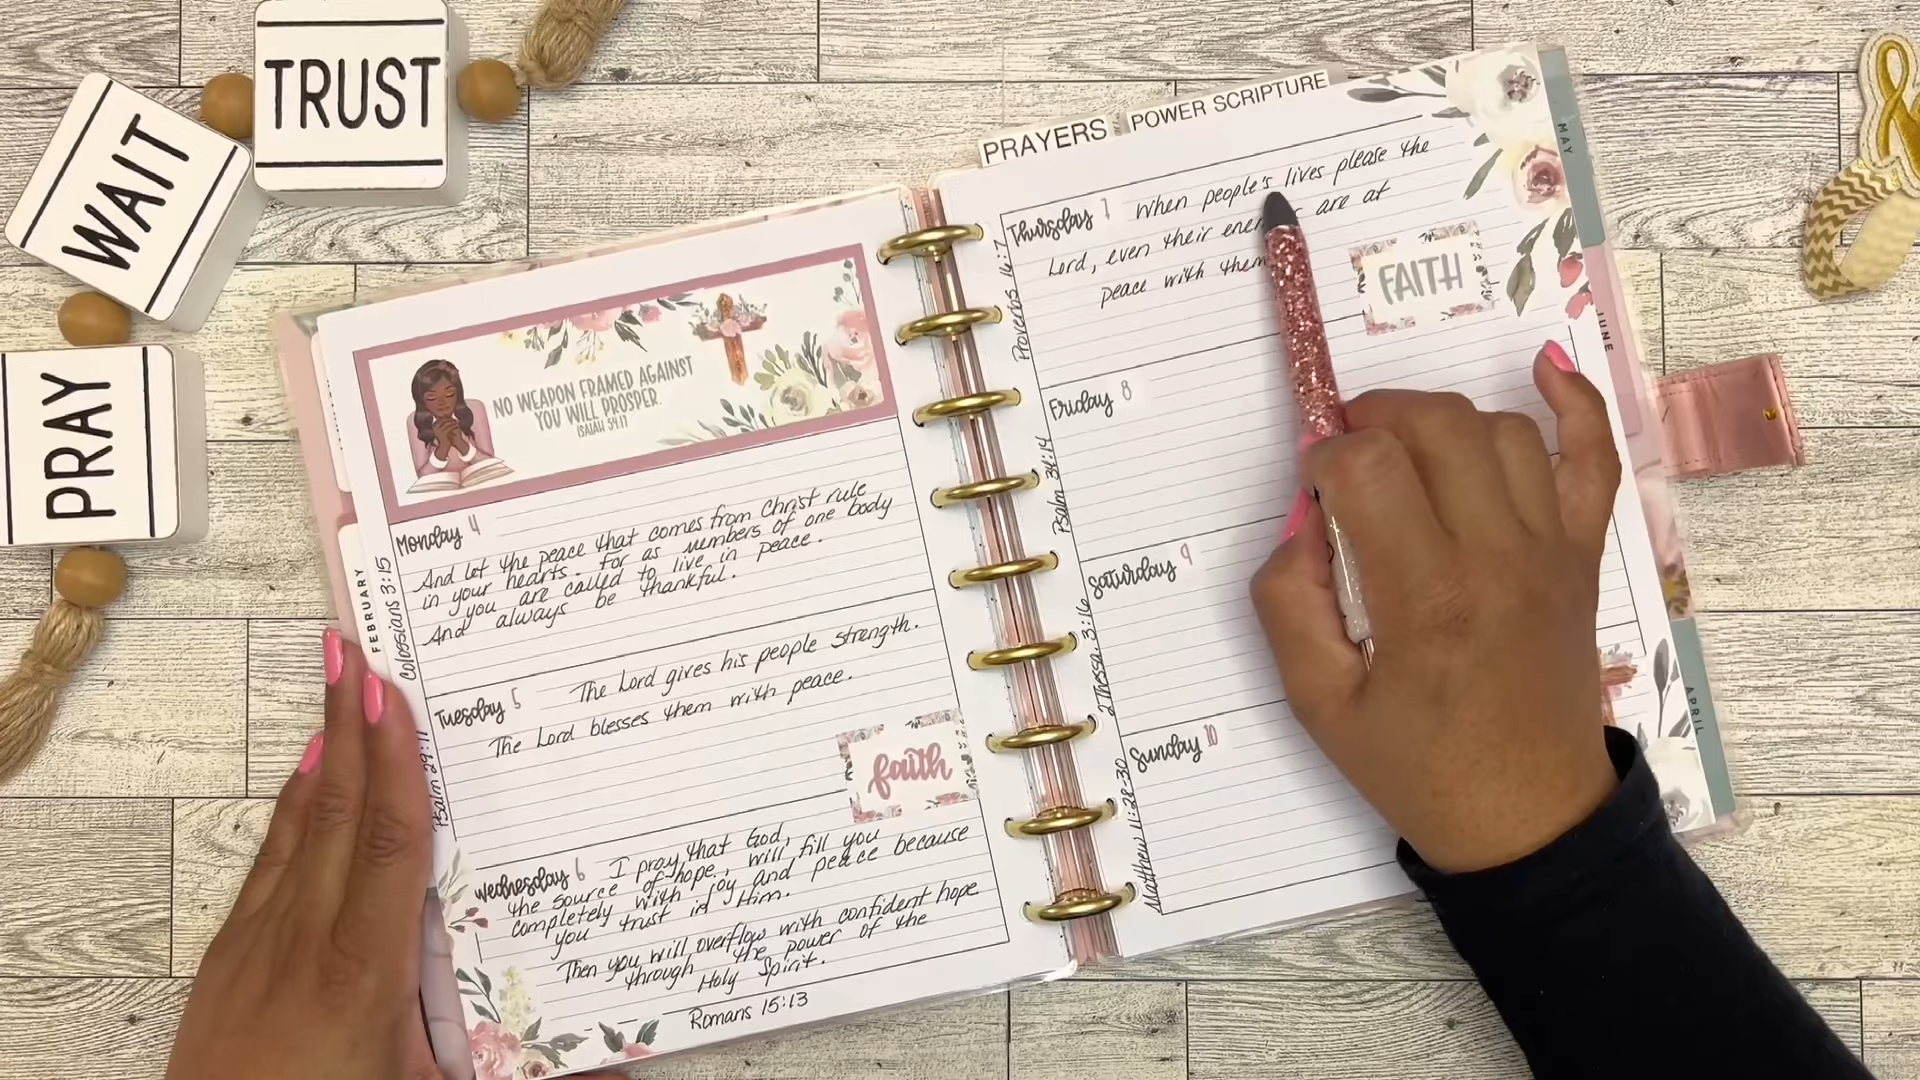 TRUST
WAIT
PRAY
PRAYERS
POWER SCRIPTURE
MAY
JUNE
APRIL
FEBRUARY
NO WEAPON FRAMED AGAINST
YOU WILL PROSPER.
ISAIAH 54:17
Monday 4
And let the peace that comes from Christ rule
in your hearts. For as members of one body
you are called to live in peace.
And always be thankful.
Colossians 3:15
Tuesday 5
The Lord gives his people strength.
The Lord blesses them with peace.
Psalm 29:11
faith
Wednesday 6
I pray that God,
the source of hope, will fill you
completely with joy and peace because
you trust in Him.
Then you will overflow with confident hope
through the power of the
Holy Spirit.
Romans 15:13
Thursday 7
When people's lives please the
Lord, even their are at
peace with them
Proverbs 16:7
FAITH
Friday 8
Psalm 34:14
Saturday 9
2 Thessa. 3:16
Sunday 10
Matthew 11:28-30